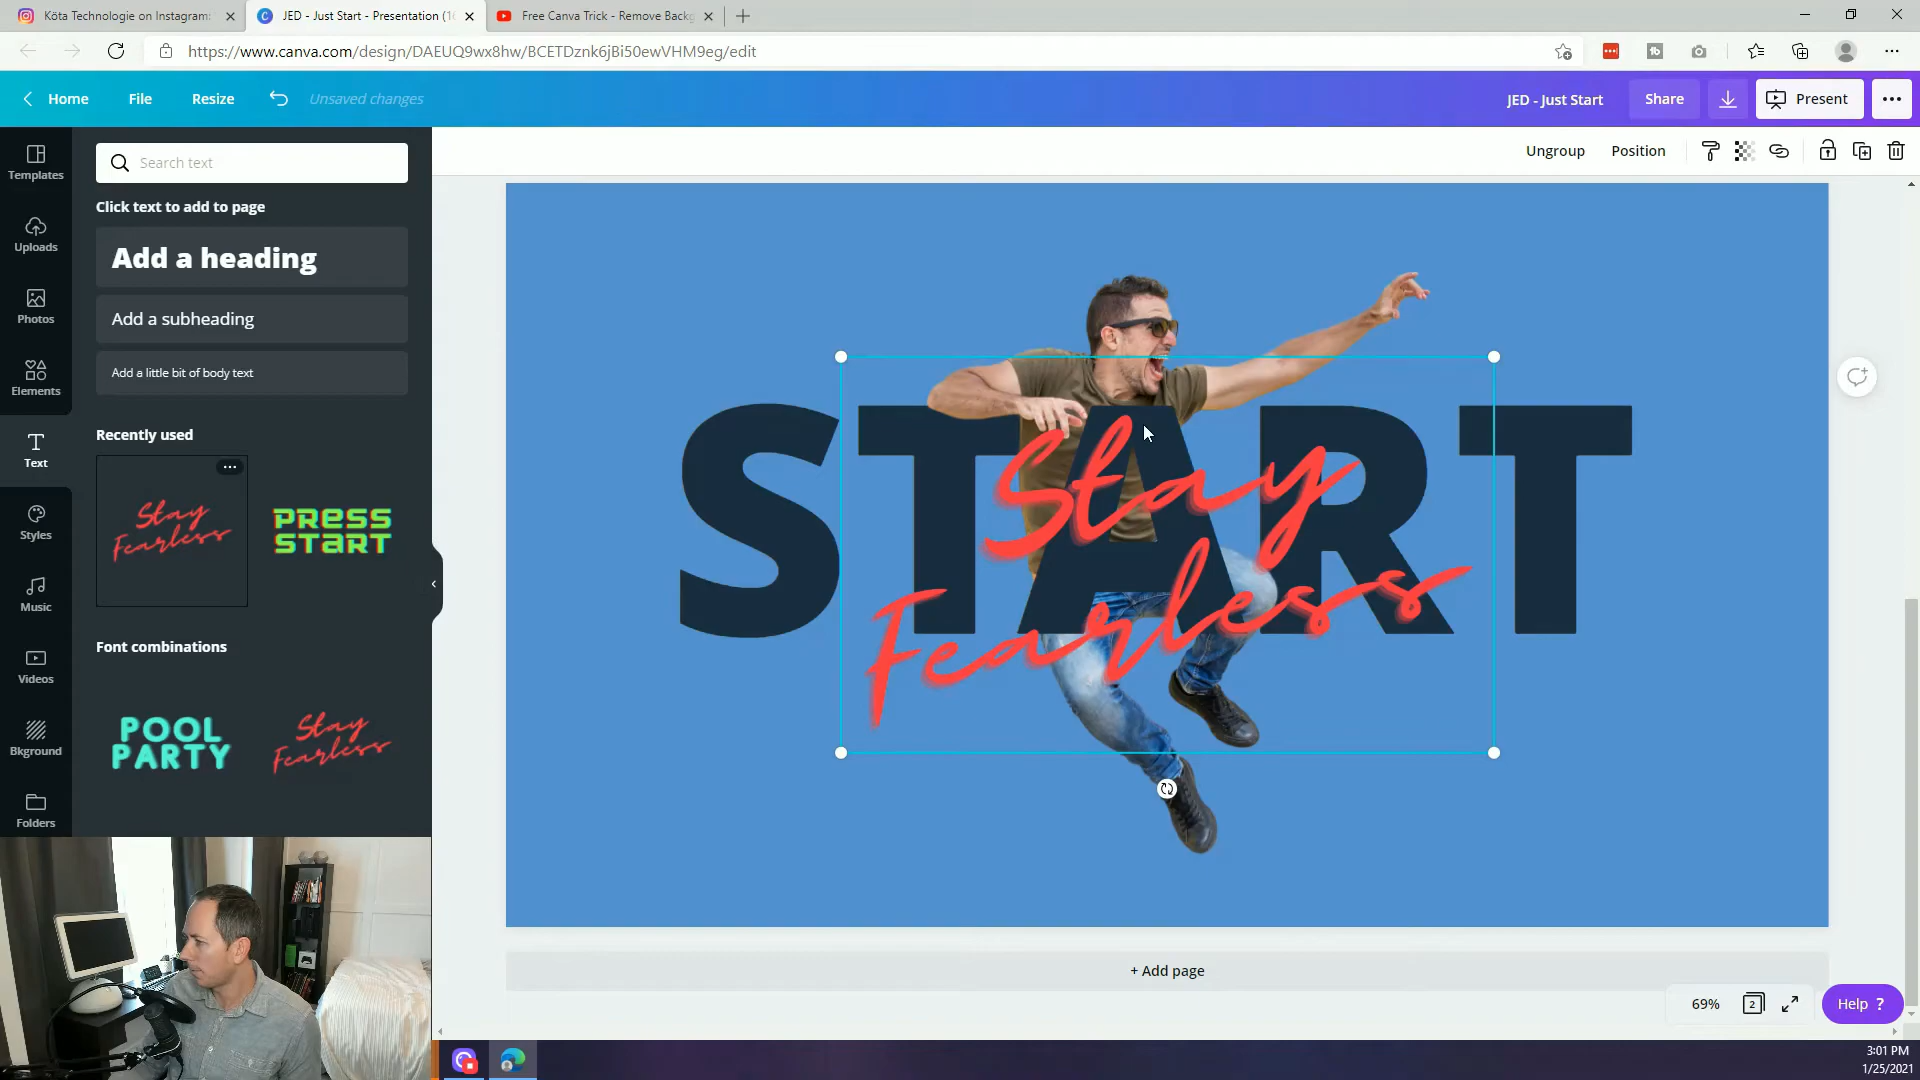 Köta Technologie on Instagram:
JED - Just Start - Presentation (16
Free Canva Trick - Remove Backg
https://www.canva.com/design/DAEUQ9wx8hw/BCETDznk6jBi50ewVHM9eg/edit
Home
File
Resize
Unsaved changes
JED - Just Start
Share
Present
Ungroup
Position
Templates
Uploads
Photos
Elements
Text
Styles
Music
Videos
Bkground
Folders
Search text
Click text to add to page
Add a heading
Add a subheading
Add a little bit of body text
Recently used
Stay
Fearless
PRESS
START
Font combinations
POOL
PARTY
Stay
Fearless
START
Stay
Fearless
+ Add page
69%
2
Help ?
3:01 PM
1/25/2021